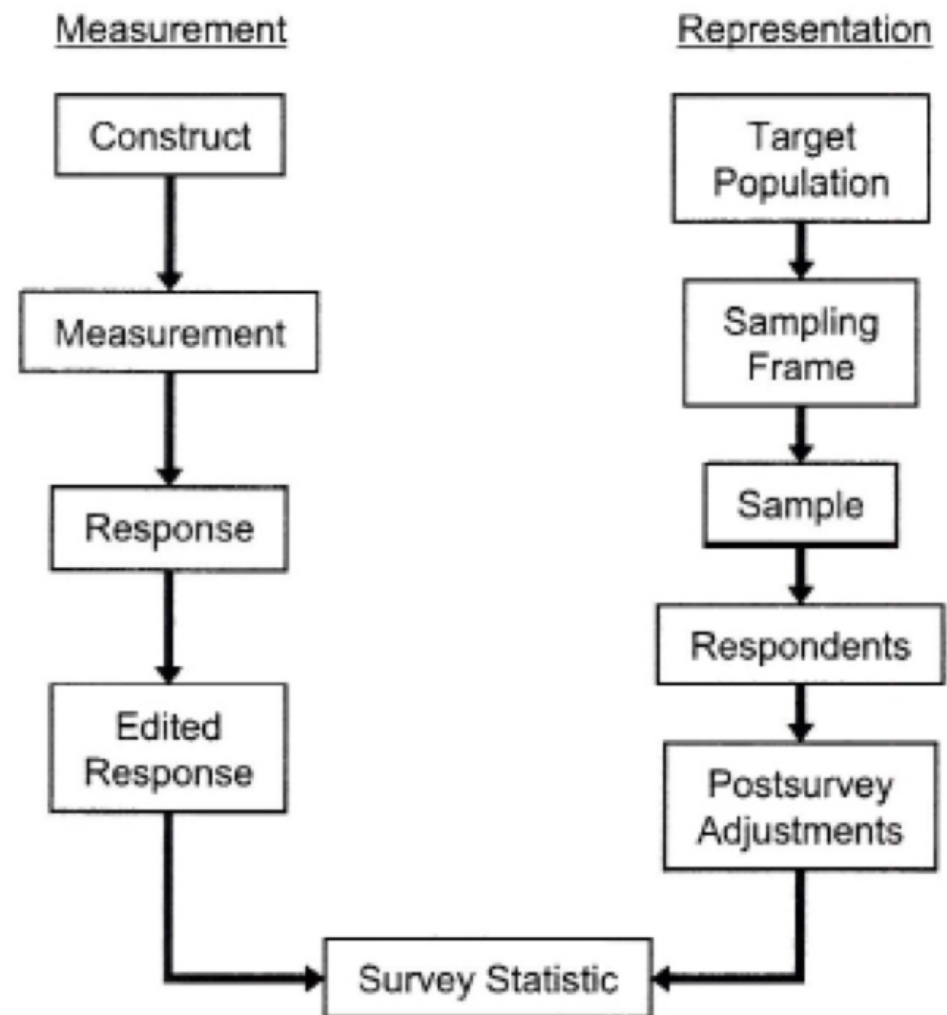 Measurement
Construct
Measurement
Response
Edited
Response
Representation
Target
Population
Sampling
Frame
Sample
Respondents
Postsurvey
Adjustments
Survey Statistic